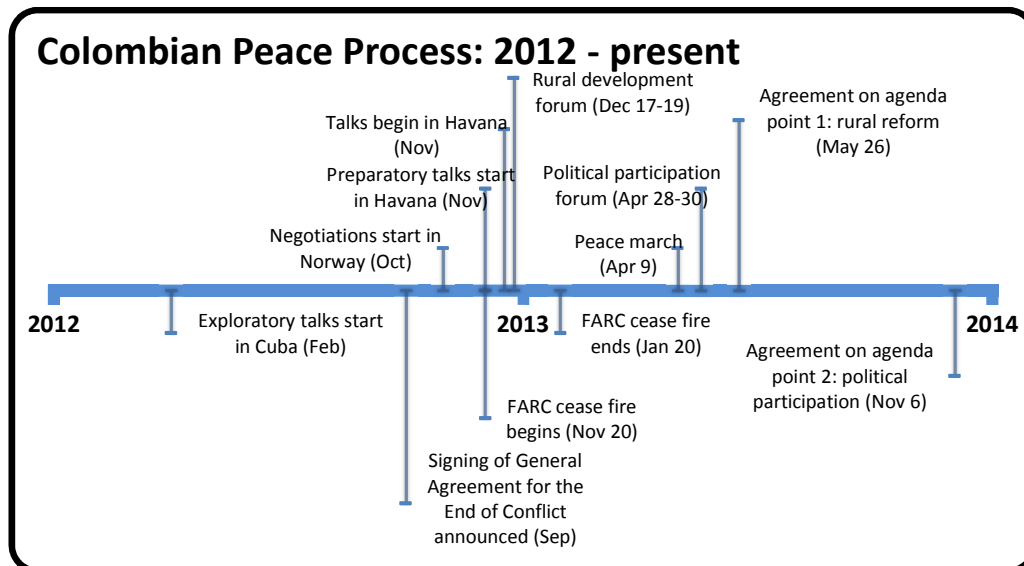 Colombian Peace Process: 2012 - present
Rural development
forum (Dec 17-19)
Agreement on agenda
point 1: rural reform
(May 26)
Talks begin in Havana
(Nov)
Preparatory talks start
in Havana (Nov)
Political participation
forum (Apr 28-30)
Negotiations start in
Norway (Oct)
Peace march
(Apr 9)
2012
2013
2014
Exploratory talks start
in Cuba (Feb)
FARC cease fire
ends (Jan 20)
Agreement on agenda
point 2: political
participation (Nov 6)
FARC cease fire
begins (Nov 20)
Signing of General
Agreement for the
End of Conflict
announced (Sep)